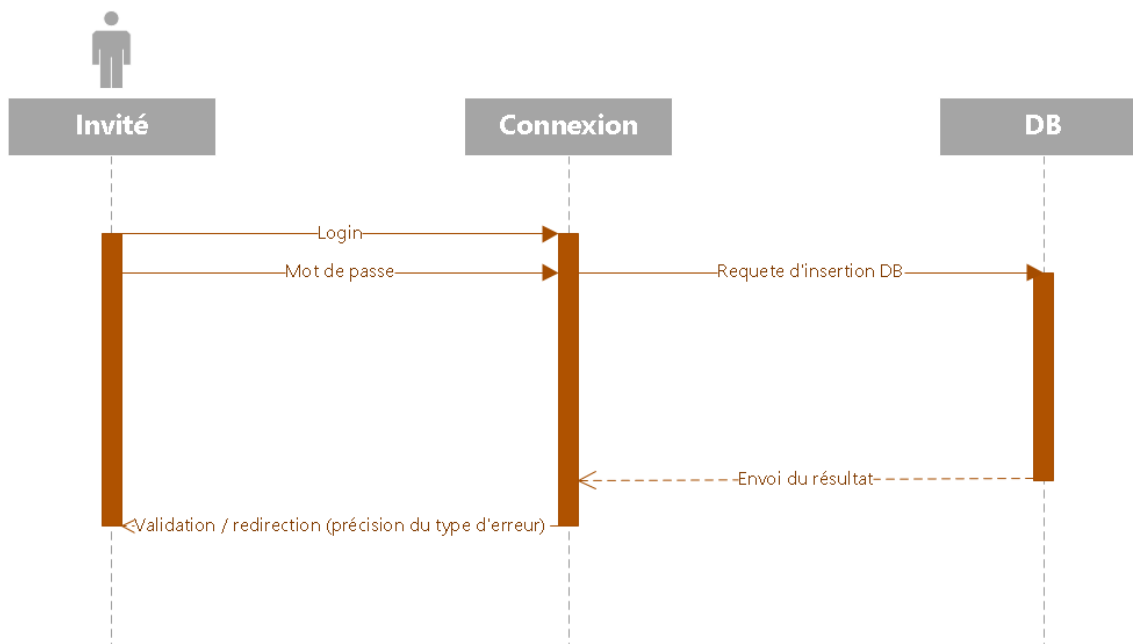 Invité
Connexion
DB
Login
Mot de passe
Requete d'insertion DB
Envoi du résultat
Validation / redirection (précision du type d'erreur)